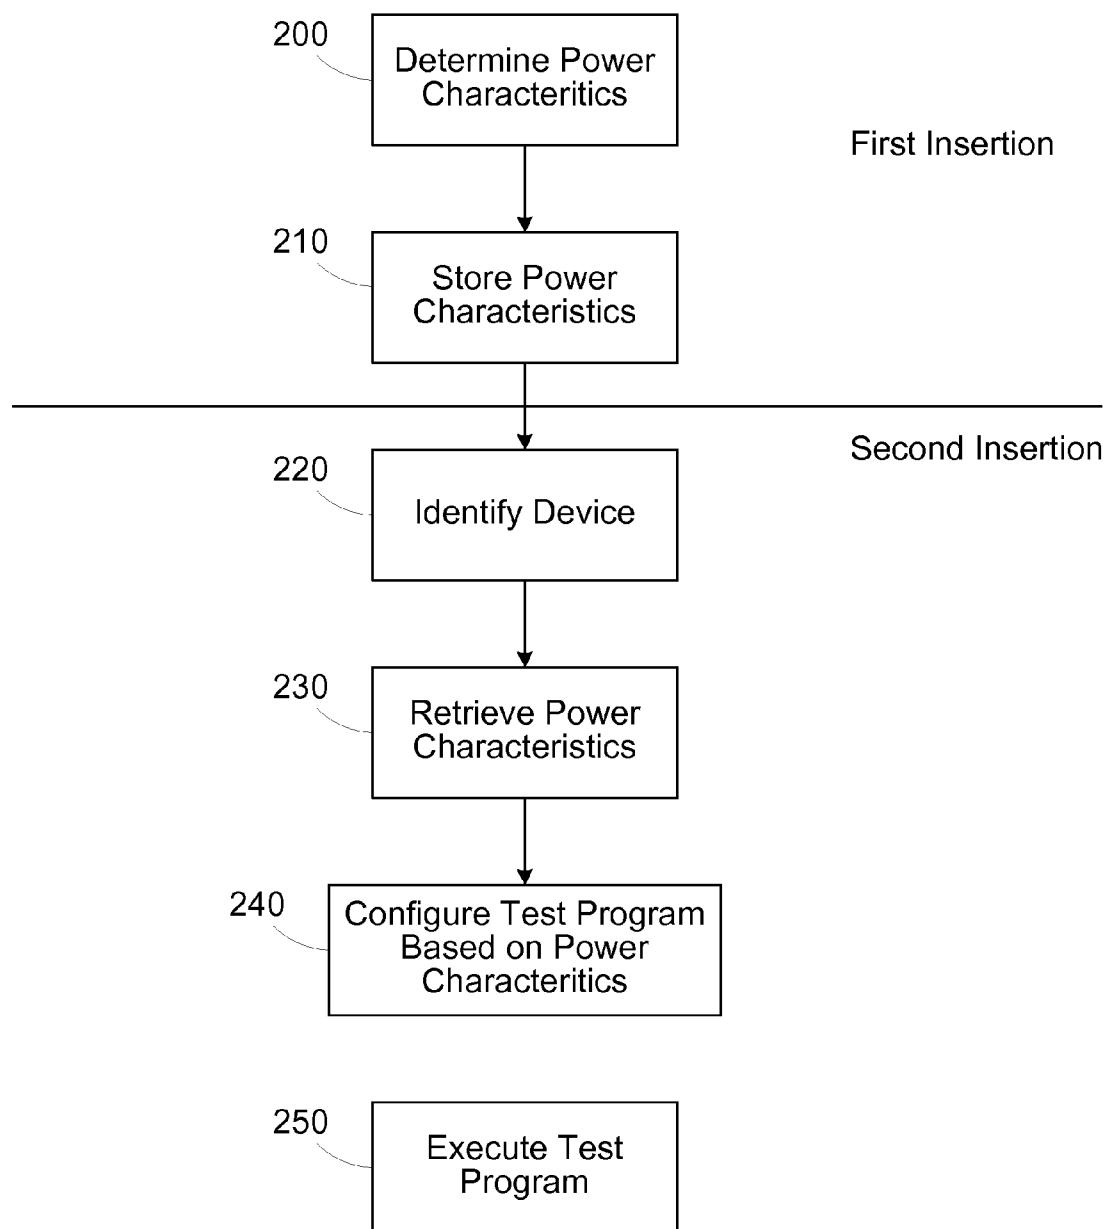 200
Determine Power
Characteritics
First Insertion
210
Store Power
Characteristics
Second Insertion
220
Identify Device
230
Retrieve Power
Characteristics
240
Configure Test Program
Based on Power
Characteritics
250
Execute Test
Program